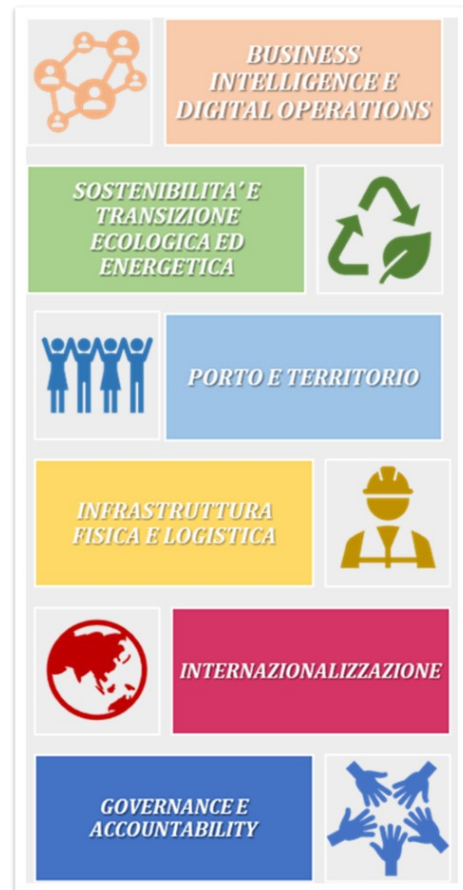 BUSINESS
INTELLIGENCE E
DIGITAL OPERATIONS
SOSTENIBILITA´ E
TRANSIZIONE
ECOLOGICA ED
ENERGETICA
PORTO E TERRITORIO
INFRASTRUTTURA
FISICA E LOGISTICA
INTERNAZIONALIZZAZIONE
GOVERNANCE E
ACCOUNTABILITY